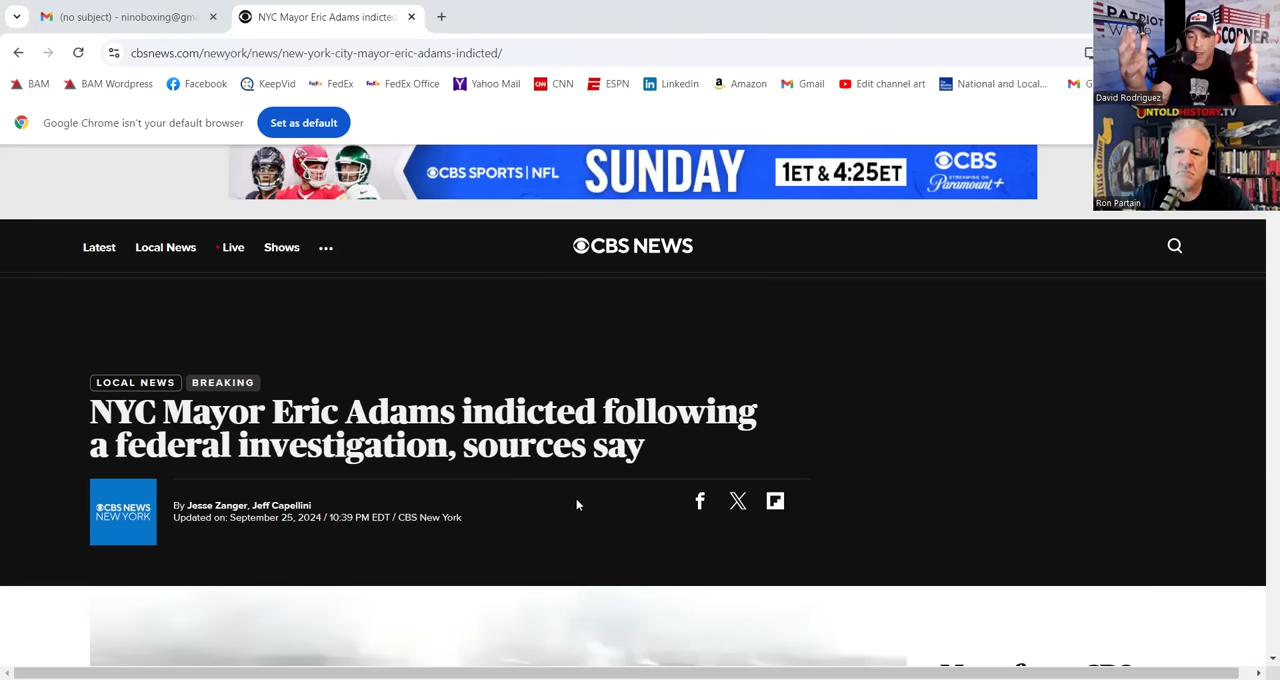 (no subject) - ninoboxing@gm
NYC Mayor Eric Adams indicted
cbsnews.com/newyork/news/new-york-city-mayor-eric-adams-indicted/
BAM BAM Wordpress Facebook KeepVid FedEx FedEx Office Yahoo Mail CNN ESPN LinkedIn Amazon Gmail Edit channel art National and Local... G
Google Chrome isn't your default browser Set as default
PATRIOT
SCORNER
David Rodriguez
UNTOLDHISTORY.TV
Ron Partain
CBS SPORTS | NFL SUNDAY 1ET & 4:25ET CBS
STREAMING ON
Paramount+
Latest Local News Live Shows ... CBS NEWS
LOCAL NEWS BREAKING
NYC Mayor Eric Adams indicted following
a federal investigation, sources say
CBS NEWS
NEW YORK
By Jesse Zanger, Jeff Capellini
Updated on: September 25, 2024 / 10:39 PM EDT / CBS New York